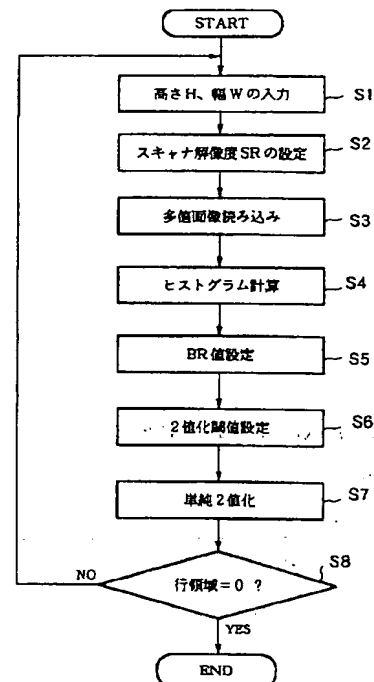 START
高さH、幅Wの入力
S1
スキャナ解像度SRの設定
S2
多値画像読み込み
S3
ヒストグラム計算
S4
BR値設定
S5
2値化閾値設定
S6
単純2値化
S7
行領域=0 ?
S8
NO
YES
END